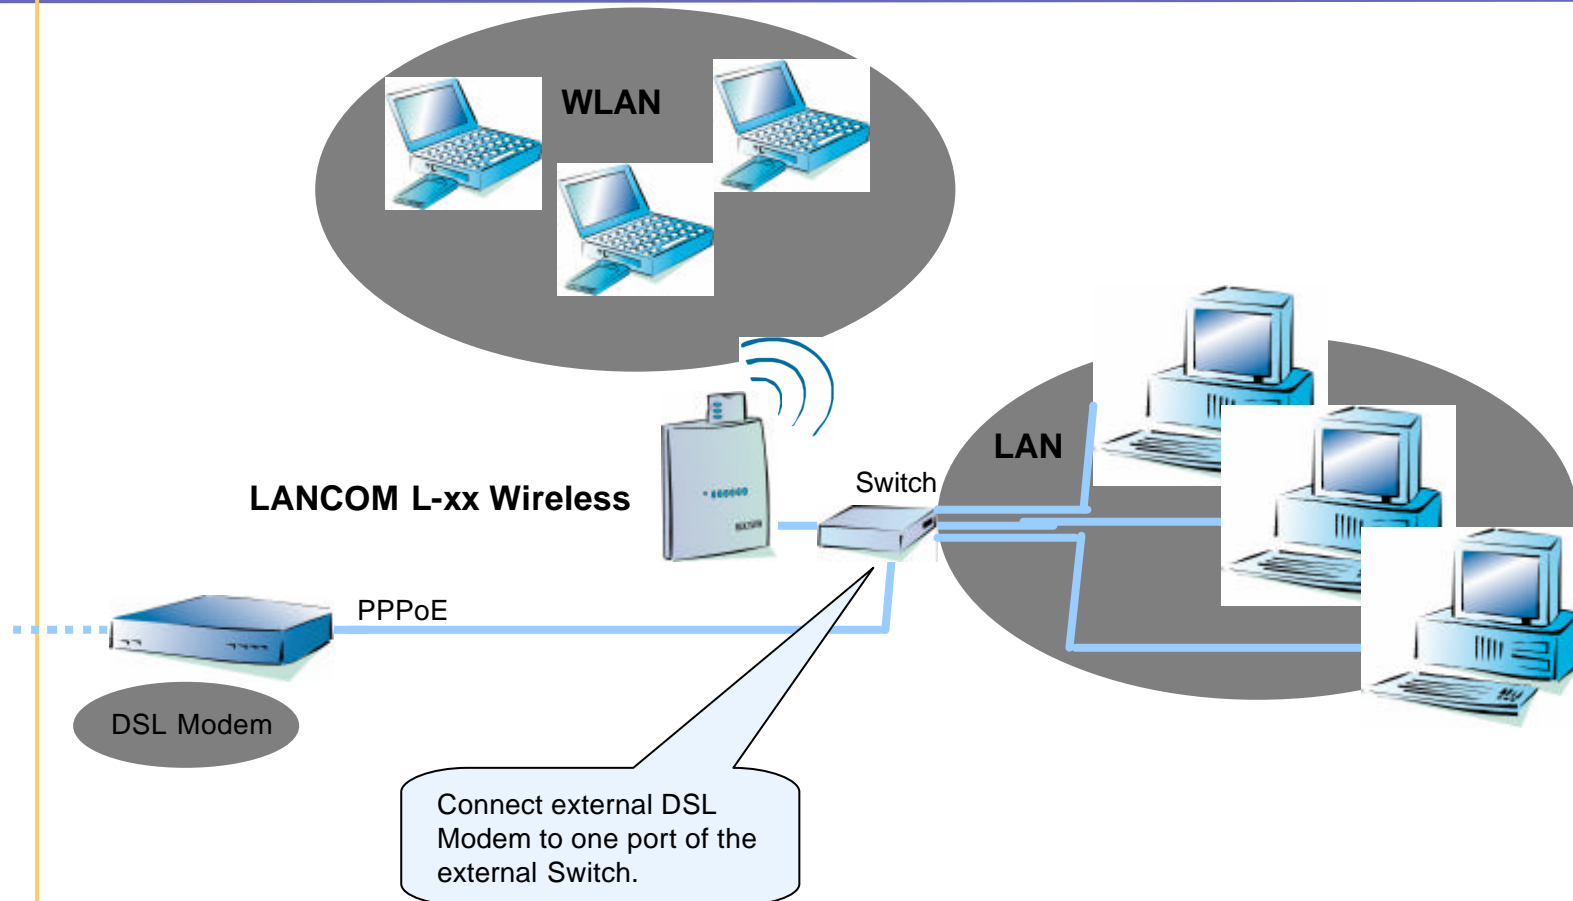 WLAN
LAN
Switch
LANCOM L-xx Wireless
PPPoE
DSL Modem
Connect external DSL
Modem to one port of the
external Switch.